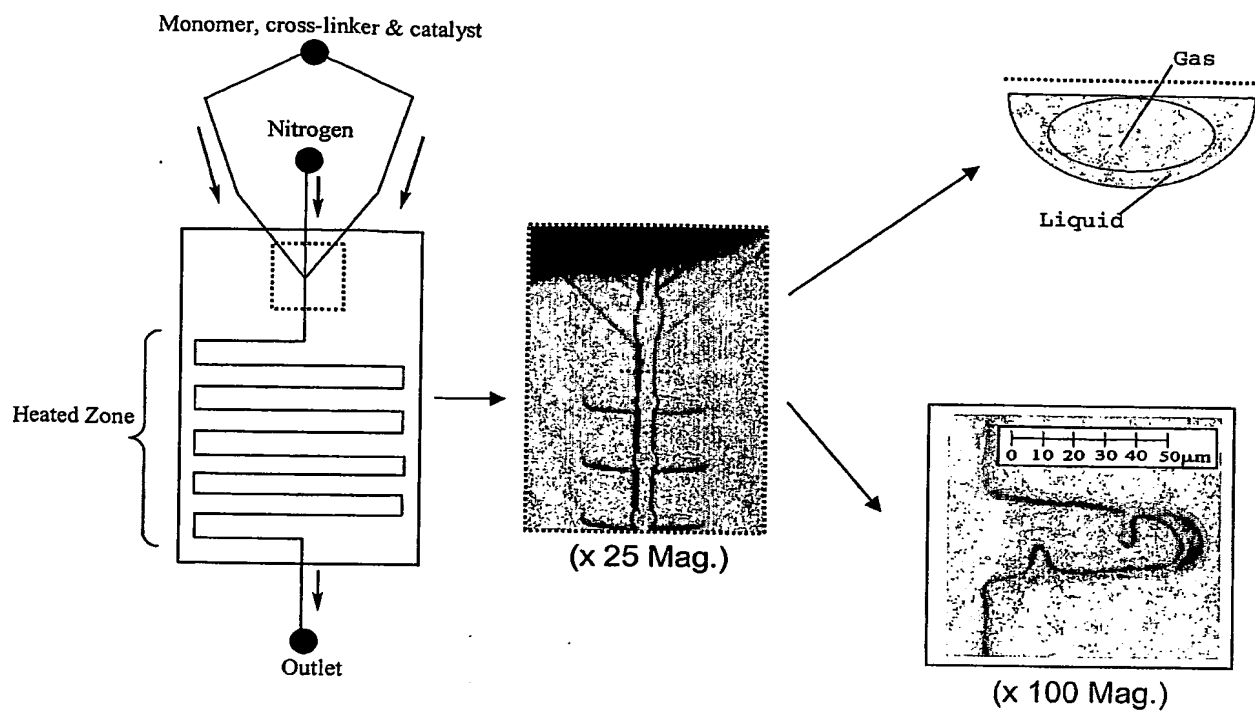 Monomer, cross-linker & catalyst
Nitrogen
Heated Zone
Outlet
(x 25 Mag.)
Gas
Liquid
0 10 20 30 40 50μm
(x 100 Mag.)